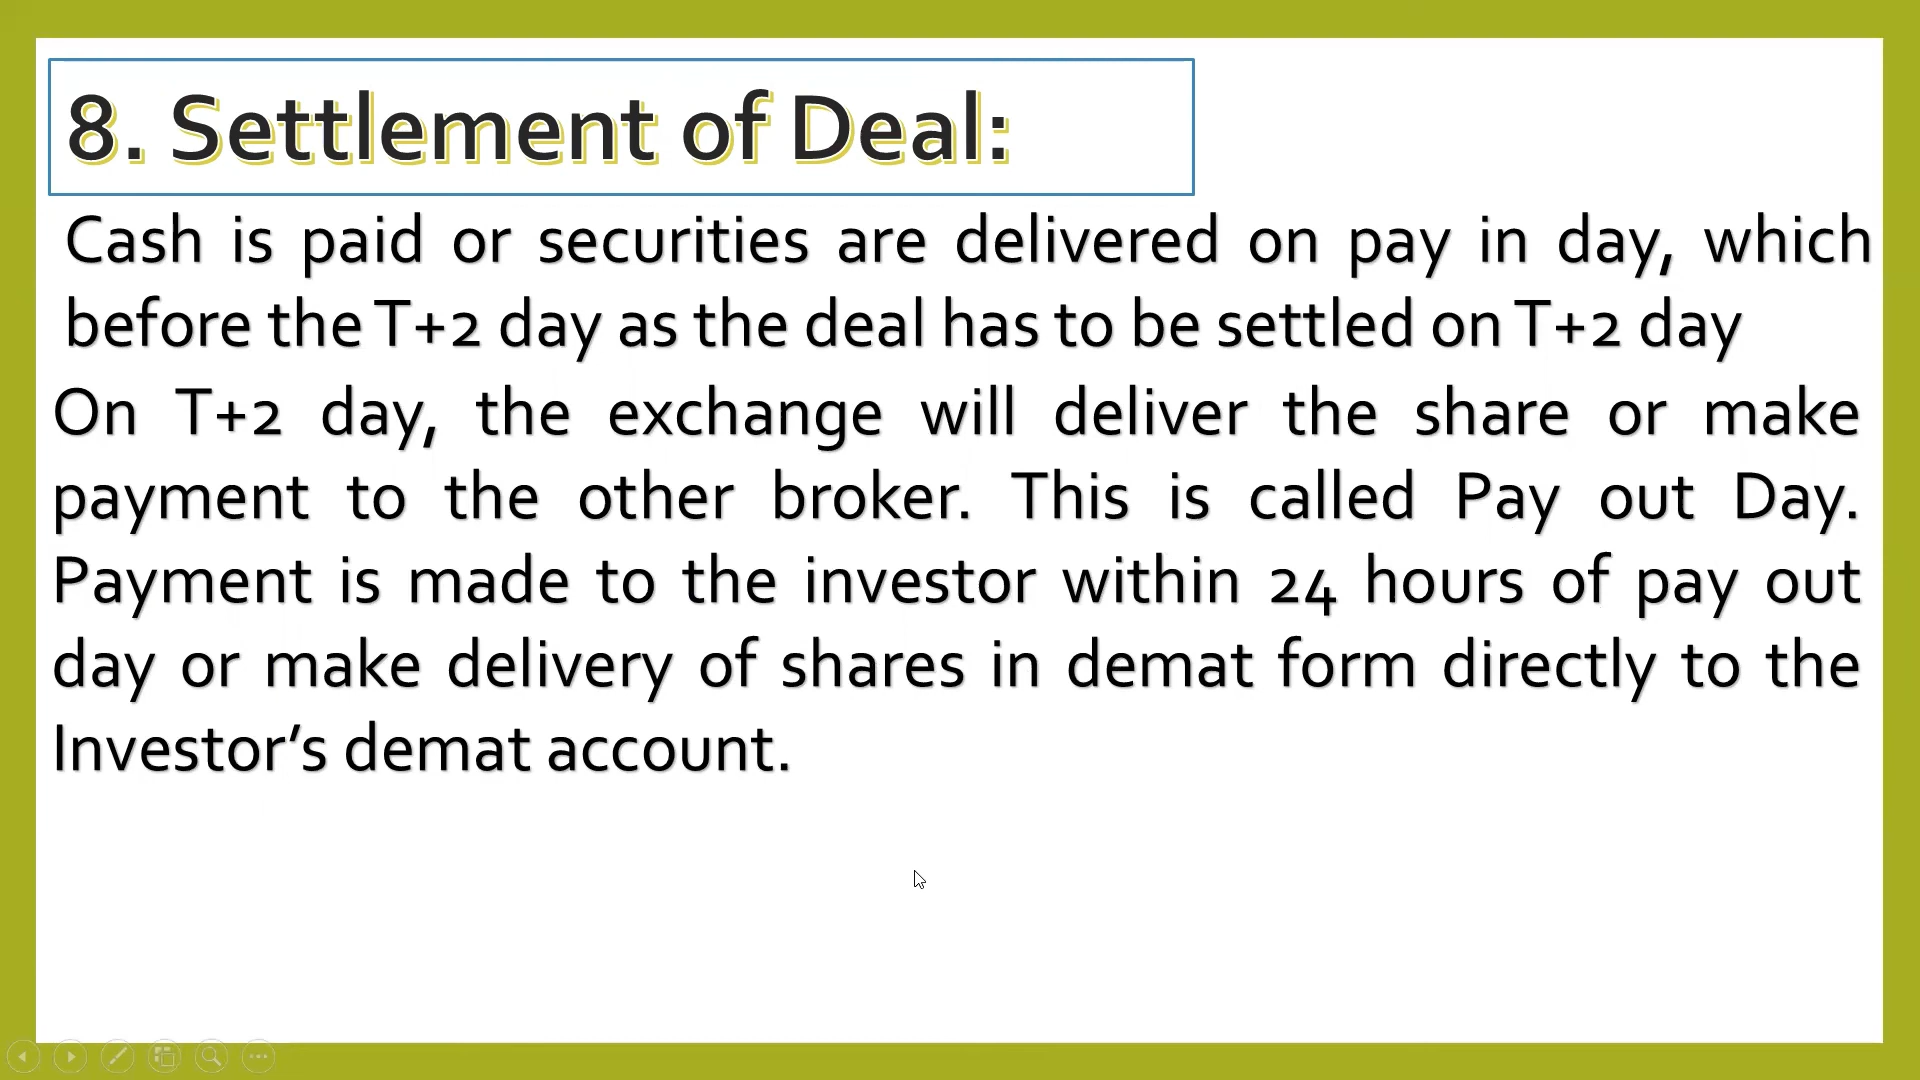 8. Settlement of Deal:
Cash is paid or securities are delivered on pay in day, which
before the T+2 day as the deal has to be settled on T+2 day
On T+2 day, the exchange will deliver the share or make
payment to the other broker. This is called Pay out Day.
Payment is made to the investor within 24 hours of pay out
day or make delivery of shares in demat form directly to the
Investor’s demat account.